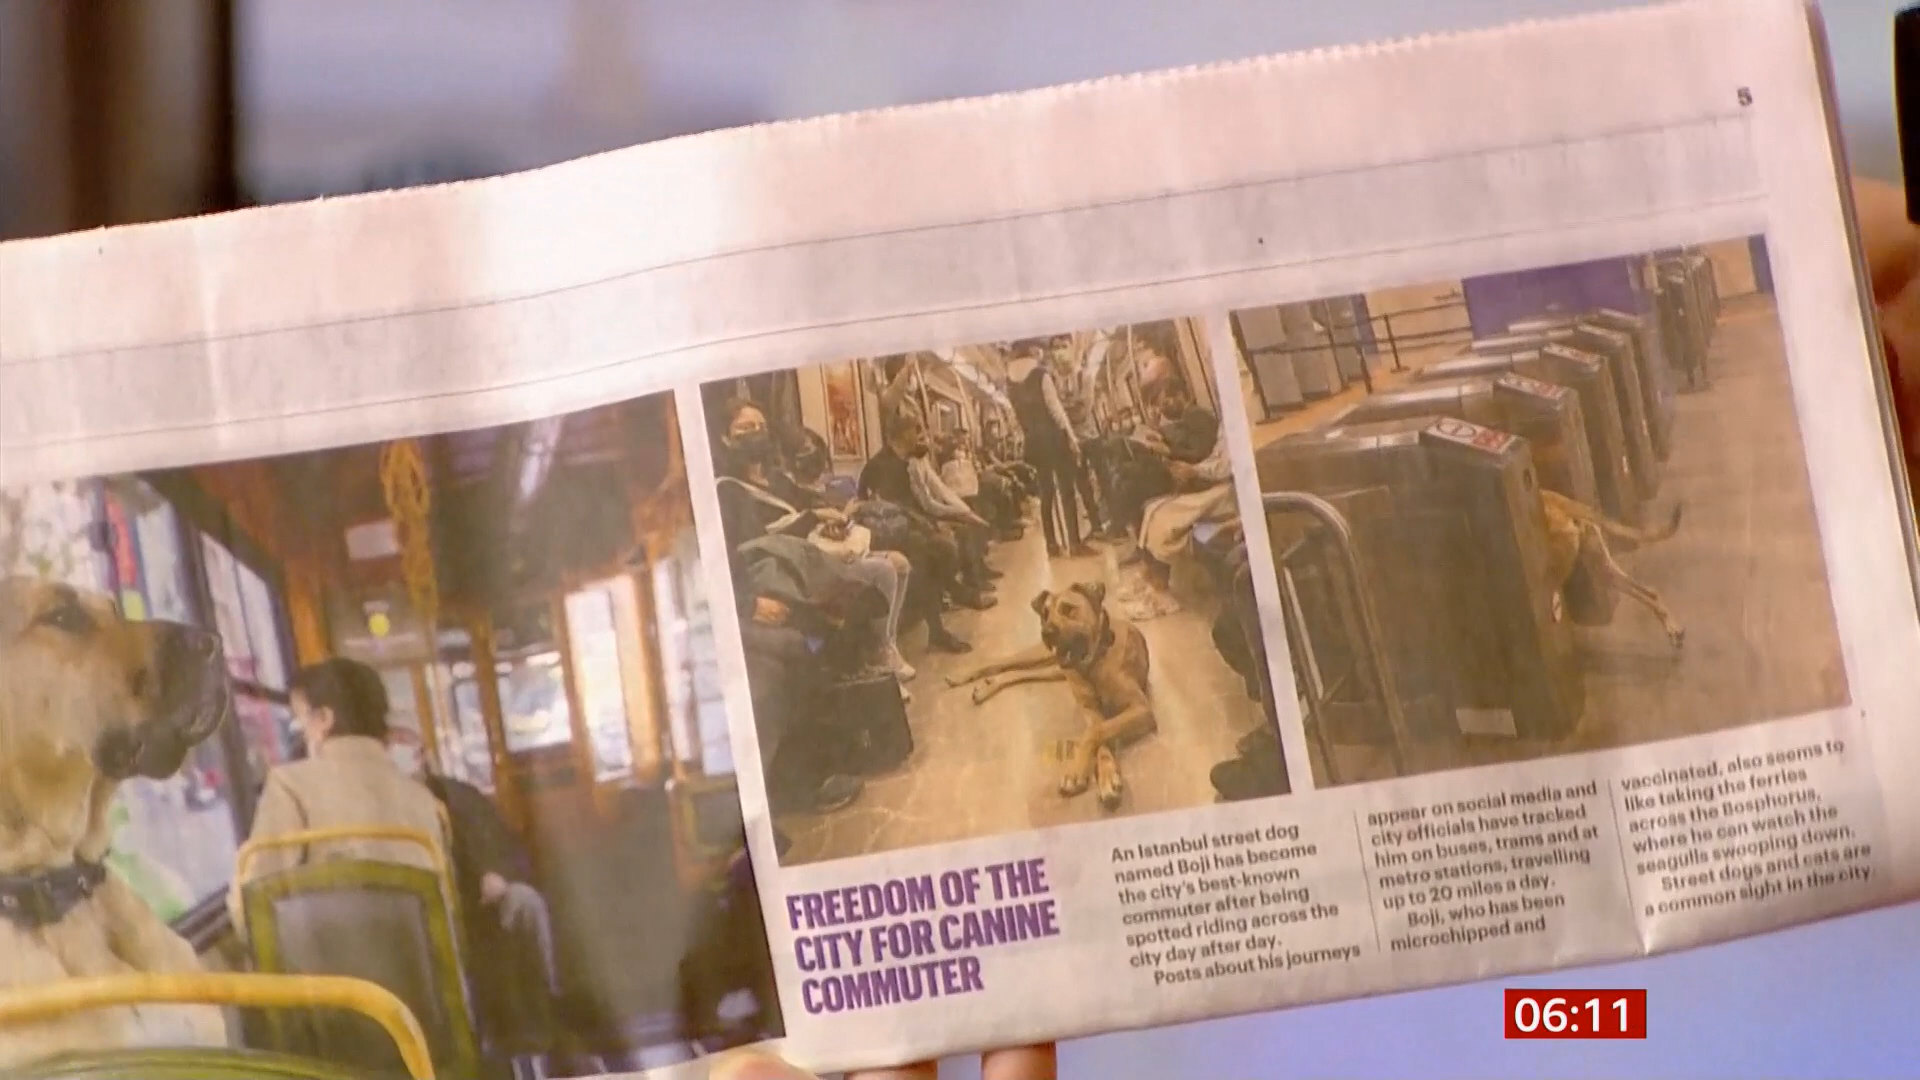 5
FREEDOM OF THE
CITY FOR CANINE
COMMUTER
An Istanbul street dog
named Boji has become
the city's best-known
commuter after being
spotted riding across the
city day after day.
Posts about his journeys
appear on social media and
city officials have tracked
him on buses, trams and at
metro stations, travelling
up to 20 miles a day.
Boji, who has been
microchipped and
vaccinated, also seems to
like taking the ferries
across the Bosphorus,
where he can watch the
seagulls swooping down.
Street dogs and cats are
a common sight in the city
06:11